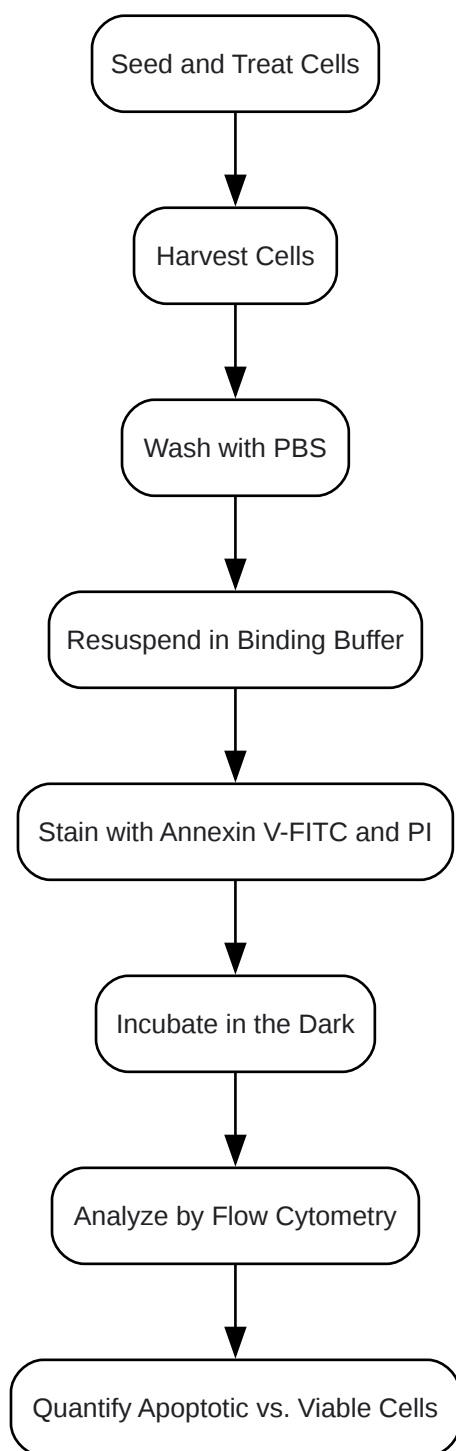 Seed and Treat Cells
Harvest Cells
Wash with PBS
Resuspend in Binding Buffer
Stain with Annexin V-FITC and PI
Incubate in the Dark
Analyze by Flow Cytometry
Quantify Apoptotic vs. Viable Cells